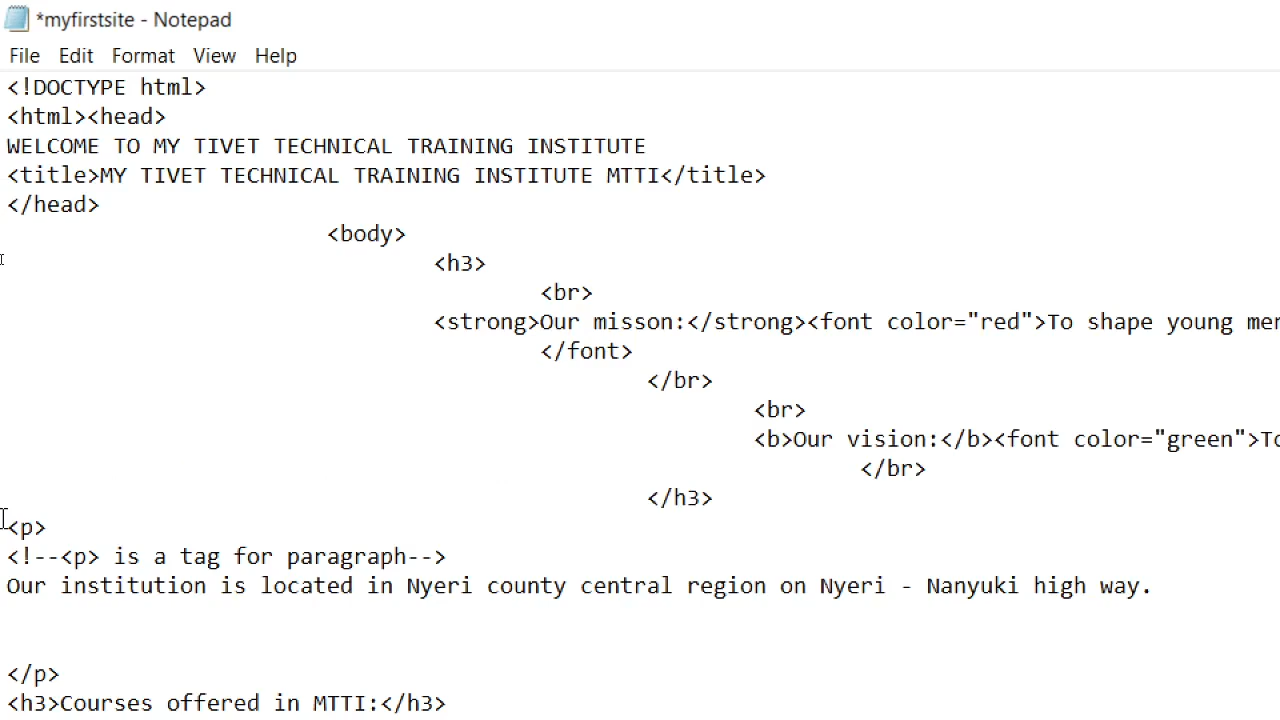 *myfirstsite - Notepad
File Edit Format View Help
<!DOCTYPE html>
<html><head>
WELCOME TO MY TIVET TECHNICAL TRAINING INSTITUTE
<title>MY TIVET TECHNICAL TRAINING INSTITUTE MTTI</title>
</head>
<body>
<h3>
<br>
<strong>Our misson:</strong><font color="red">To shape young
</font>
</br>
<br>
<b>Our vision:</b><font color="green">To
</br>
</h3>
<p>
<!--<p> is a tag for paragraph-->
Our institution is located in Nyeri county central region on Nyeri - Nanyuki high way.
</p>
<h3>Courses offered in MTTI:</h3>